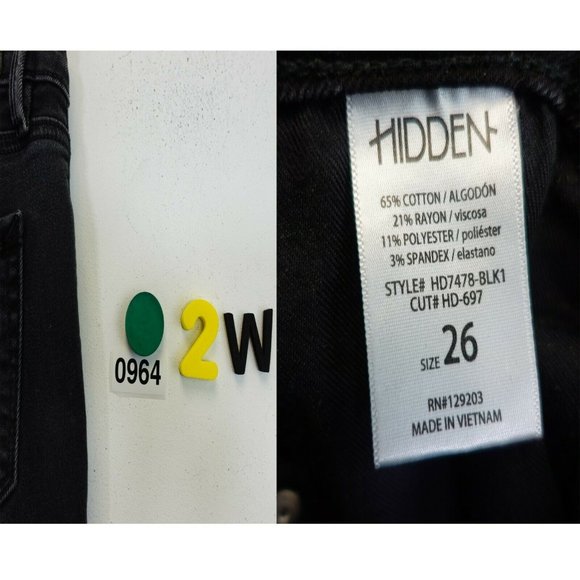 0964
2W
HIDDEN
65% COTTON / ALGODÓN
21% RAYON / viscosa
11% POLYESTER / poliéster
3% SPANDEX / elastano
STYLE# HD7478-BLK1
CUT# HD-697
SIZE 26
RN#129203
MADE IN VIETNAM